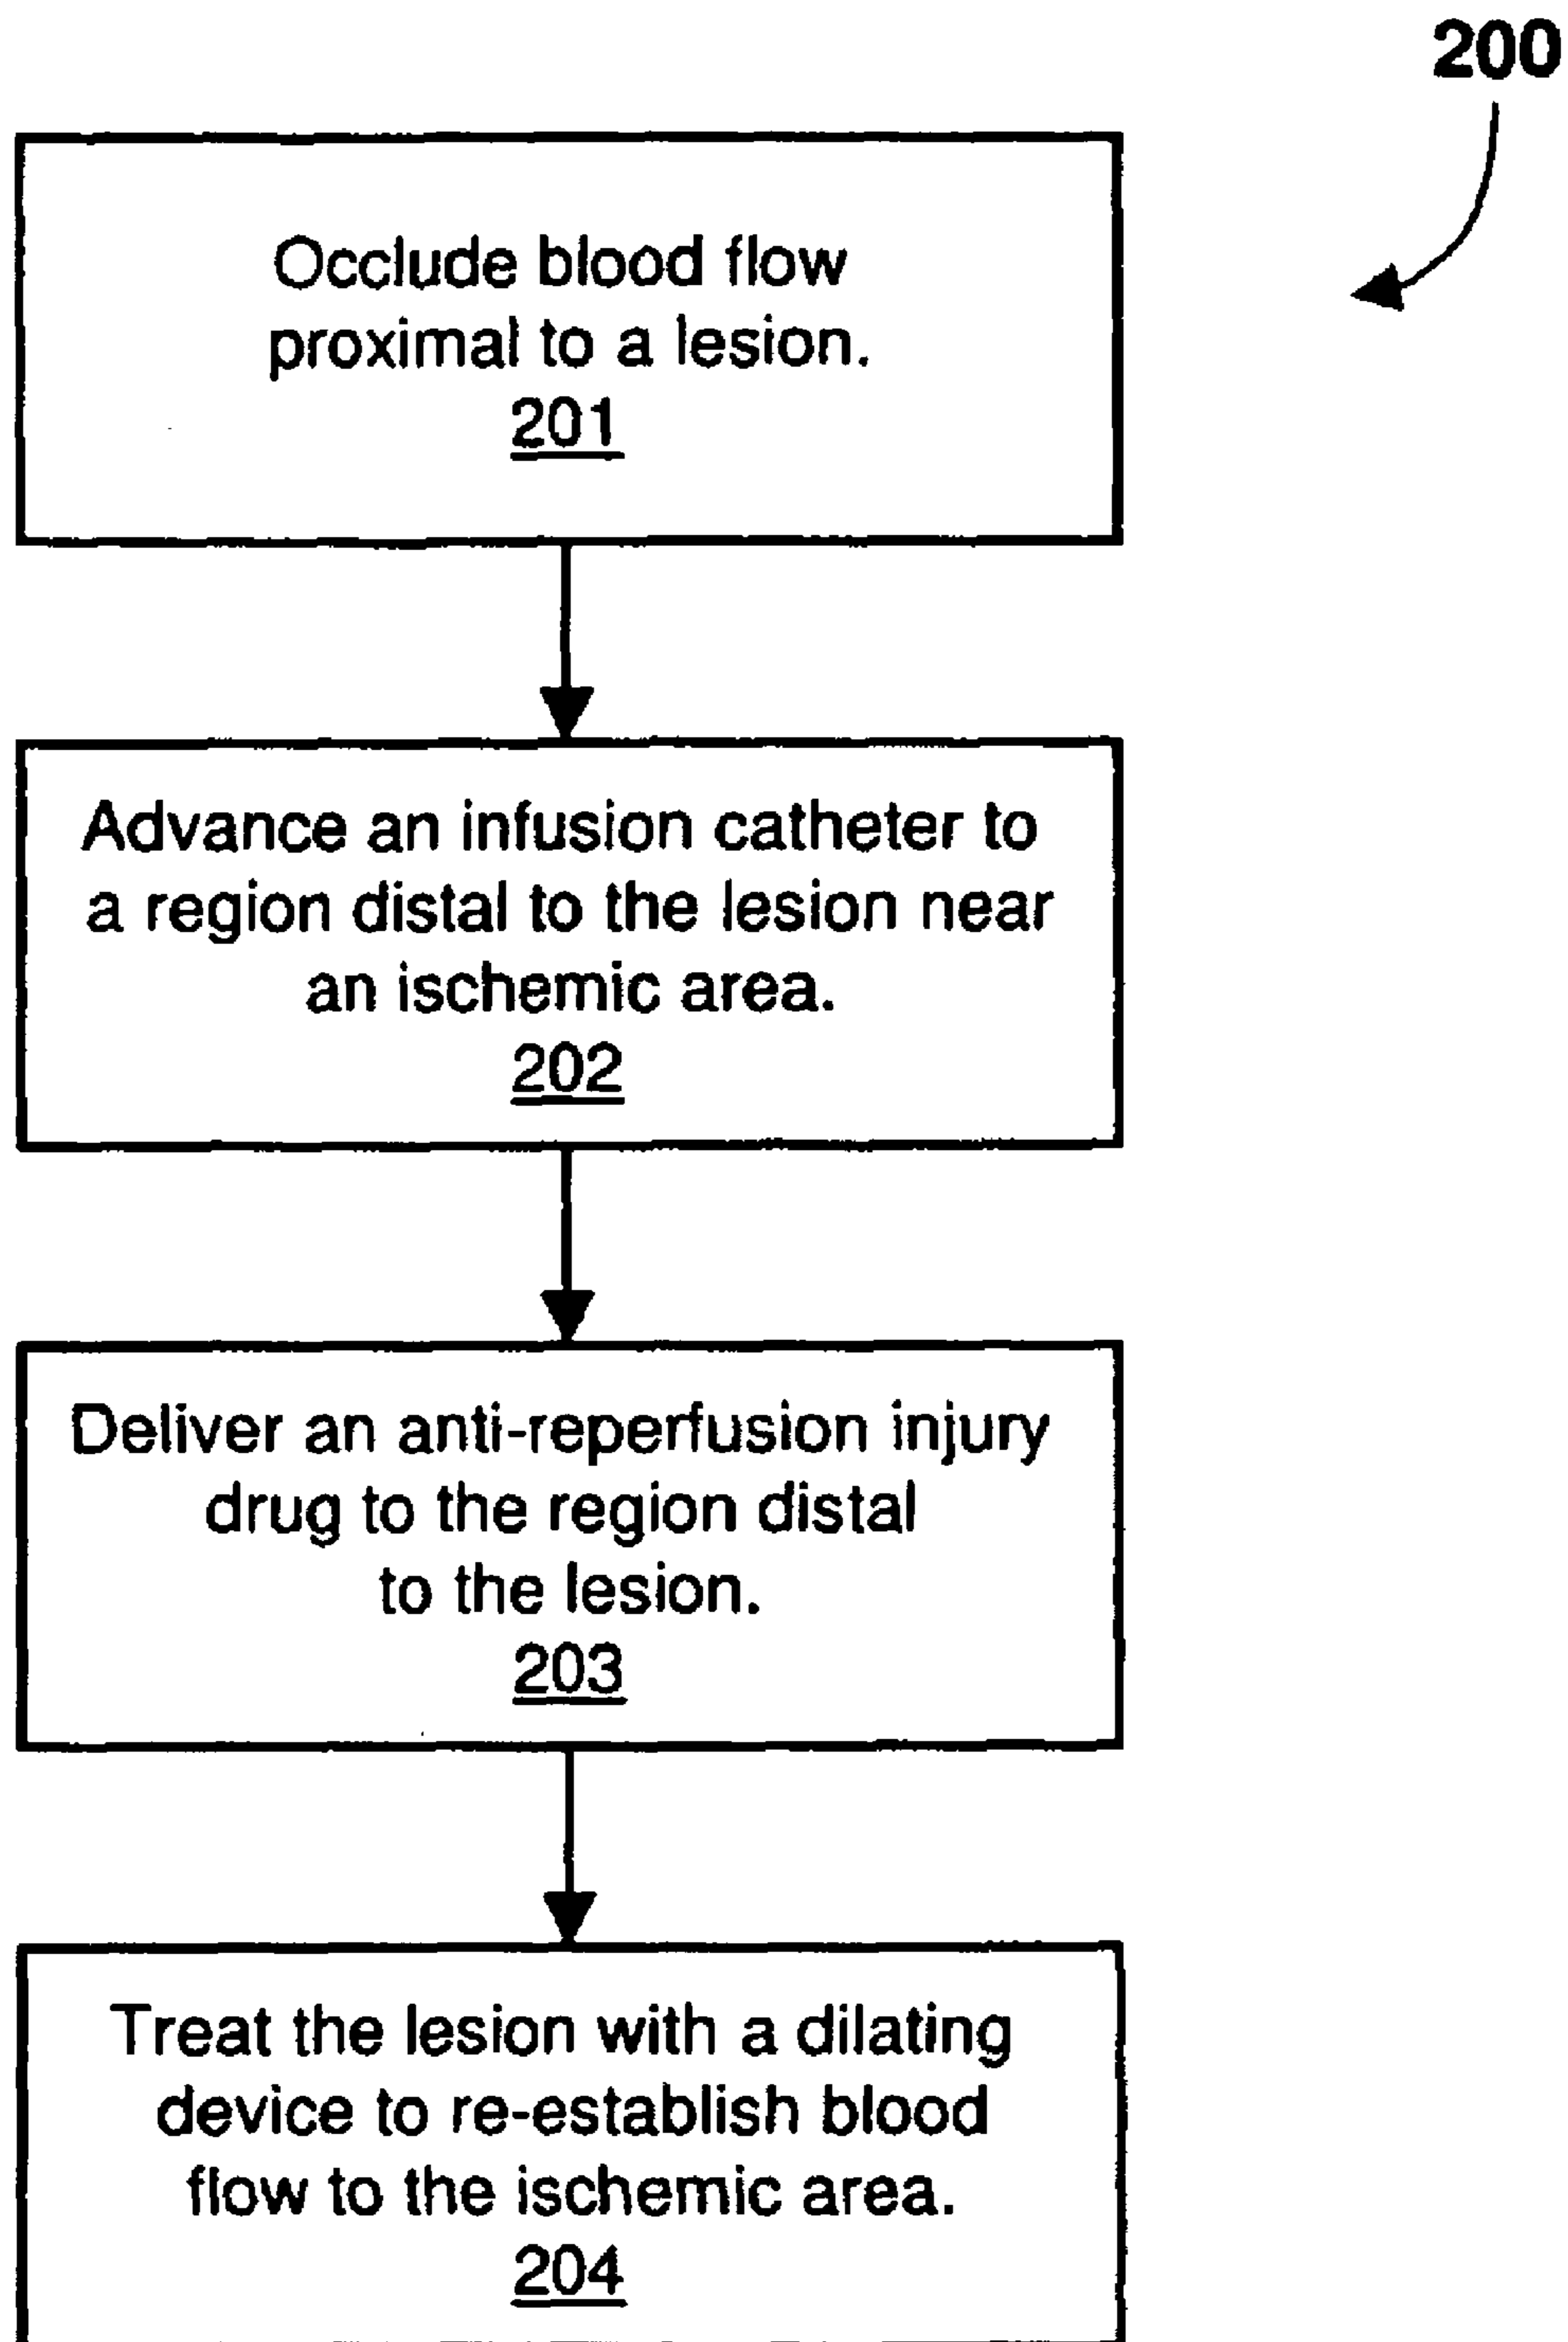 200
Occlude blood flow
proximal to a lesion.
201
Advance an infusion catheter to
a region distal to the lesion near
an ischemic area.
202
Deliver an anti-reperfusion injury
drug to the region distal
to the lesion.
203
Treat the lesion with a dilating
device to re-establish blood
flow to the ischemic area.
204